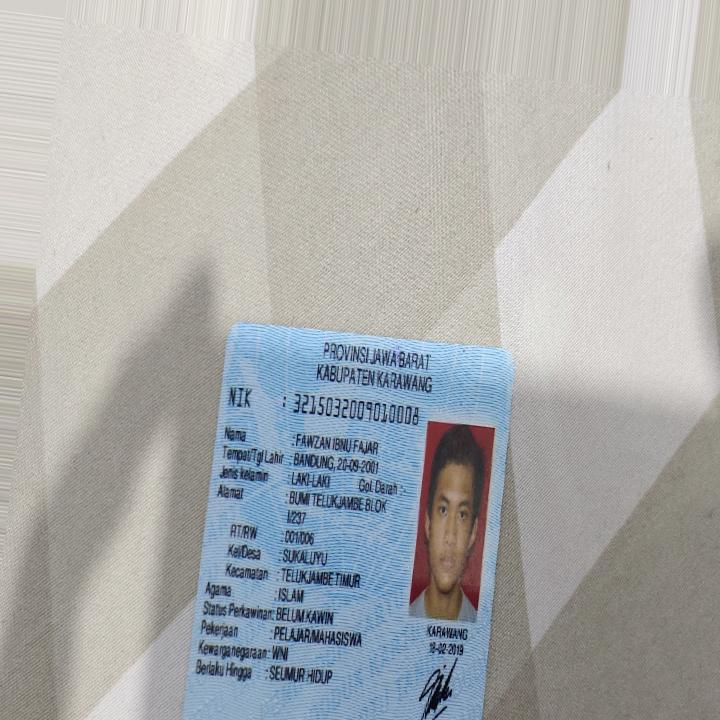 PROVINSI JAWA BARAT
KABUPATEN KARAWANG
NIK : 3215032009010008
Nama : FAWZAN IBNU FAJAR
Tempat/Tgl Lahir : BANDUNG, 20-09-2001
Jenis kelamin : LAKI-LAKI Gol. Darah : -
Alamat : BUMI TELUKJAMBE BLOK
I/237
RT/RW : 001/006
Kel/Desa : SUKALUYU
Kecamatan : TELUKJAMBE TIMUR
Agama : ISLAM
Status Perkawinan: BELUM KAWIN
Pekerjaan : PELAJAR/MAHASISWA
Kewarganegaraan: WNI
Berlaku Hingga : SEUMUR HIDUP
KARAWANG
18-02-2019